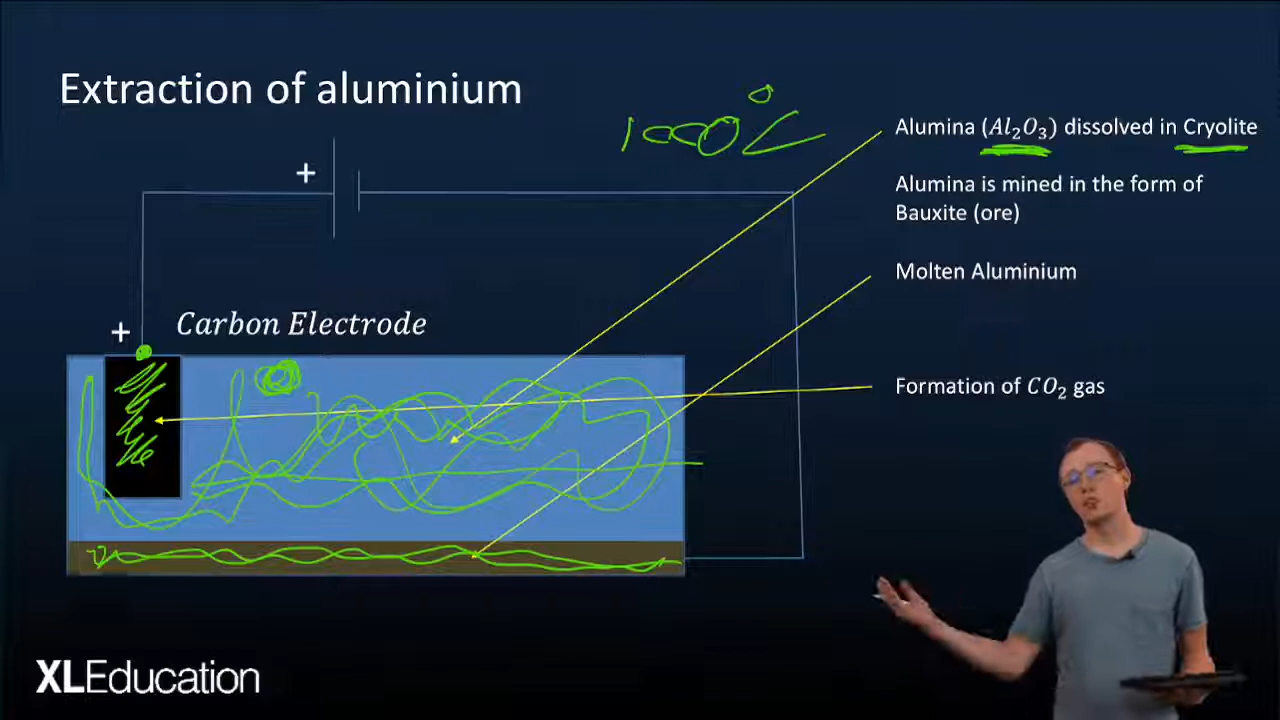 Extraction of aluminium
1000°C
+
Alumina (Al₂O₃) dissolved in Cryolite
Alumina is mined in the form of
Bauxite (ore)
Molten Aluminium
+
Carbon Electrode
Formation of CO₂ gas
XLEducation